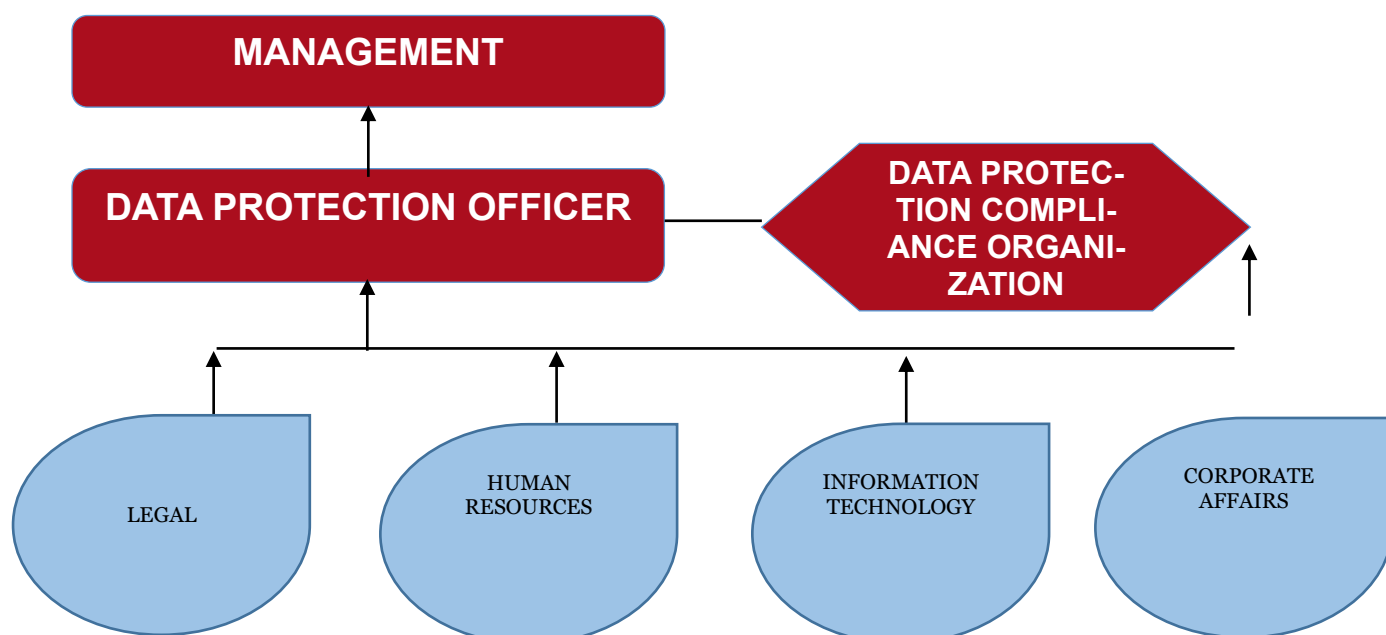 MANAGEMENT
DATA PROTECTION OFFICER
DATA PROTEC-
TION COMPLI-
ANCE ORGANI-
ZATION
LEGAL
HUMAN
RESOURCES
INFORMATION
TECHNOLOGY
CORPORATE
AFFAIRS